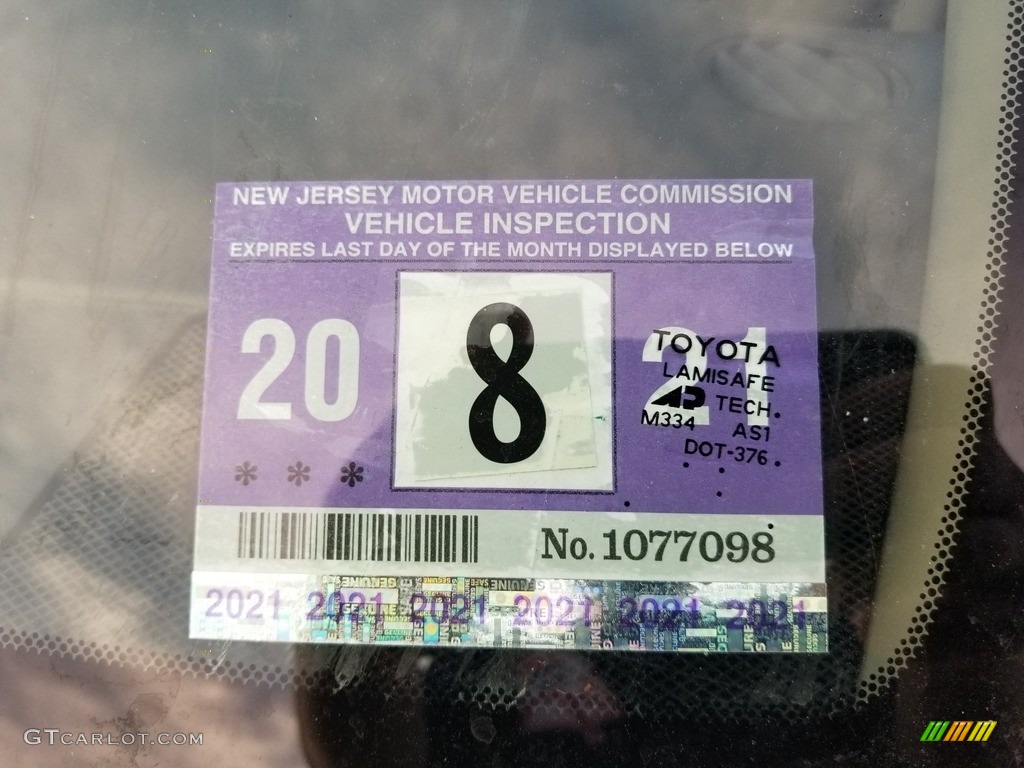 NEW JERSEY MOTOR VEHICLE COMMISSION
VEHICLE INSPECTION
EXPIRES LAST DAY OF THE MONTH DISPLAYED BELOW
20 8 21
TOYOTA
LAMISAFE
TECH.
M334 AS1
DOT-376
* * *
No. 1077098
2021 2021 2021 2021 2021 2021
GTCARLOT.COM